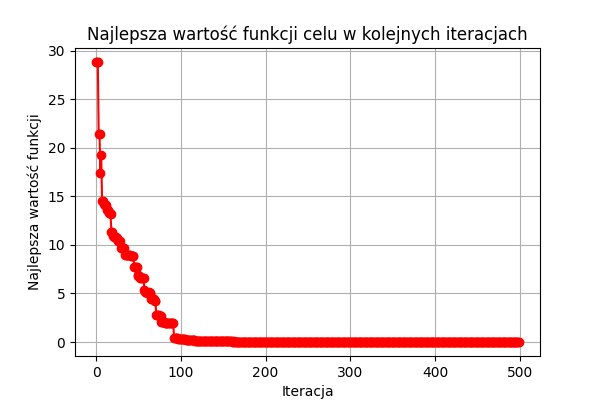 Najlepsza wartość funkcji celu w kolejnych iteracjach
30
25
20
15
10
5
0
Najlepsza wartość funkcji
0 100 200 300 400 500
Iteracja